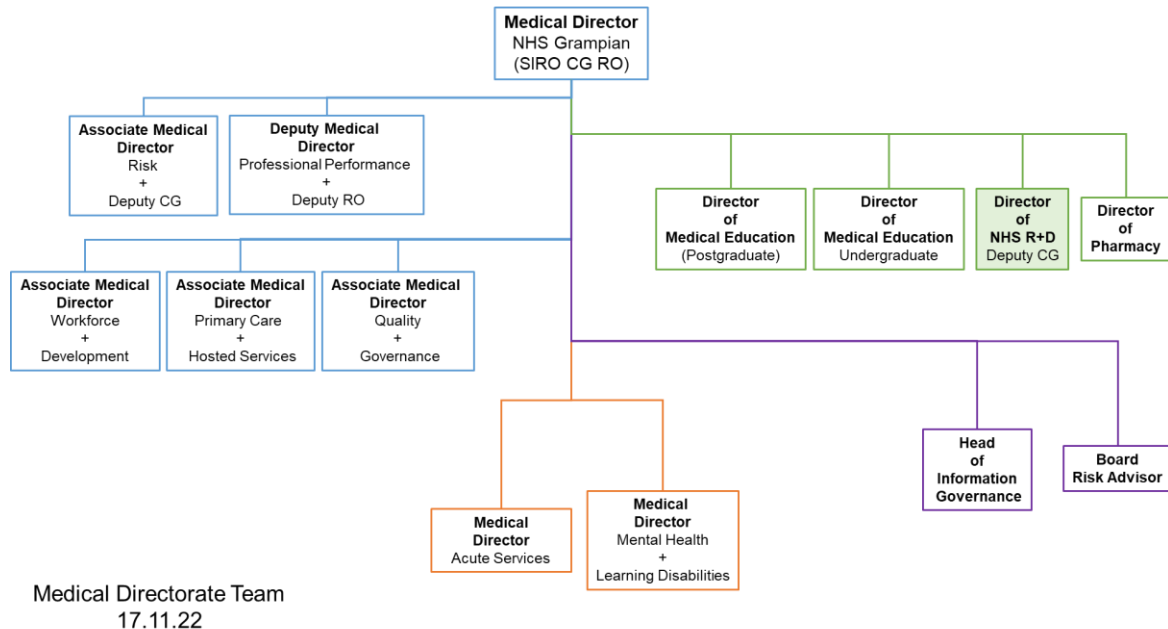 Medical Director
NHS Grampian
(SIRO CG RO)
Associate Medical
Director
Risk
+
Deputy CG
Deputy Medical
Director
Professional Performance
+
Deputy RO
Director
of
Medical Education
(Postgraduate)
Director
of
Medical Education
Undergraduate
Director
of
NHS R+D
Deputy CG
Director
of
Pharmacy
Associate Medical
Director
Workforce
+
Development
Associate Medical
Director
Primary Care
+
Hosted Services
Associate Medical
Director
Quality
+
Governance
Head
of
Information
Governance
Board
Risk Advisor
Medical
Director
Acute Services
Medical
Director
Mental Health
+
Learning Disabilities
Medical Directorate Team
17.11.22